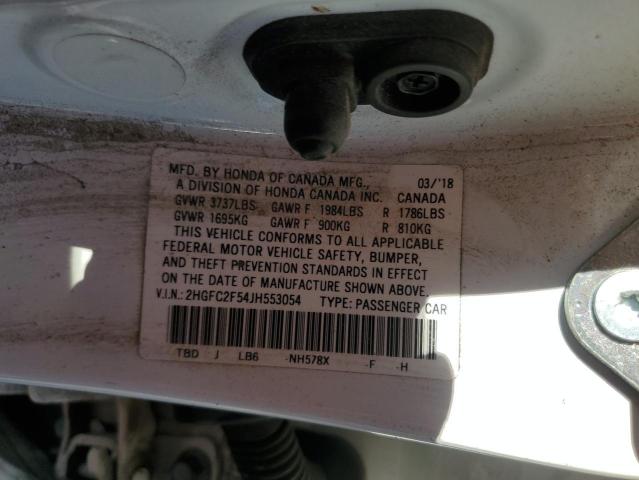 MFD. BY HONDA OF CANADA MFG., 03/'18
A DIVISION OF HONDA CANADA INC. CANADA
GVWR 3737LBS GAWR F 1984LBS R 1786LBS
GVWR 1695KG GAWR F 900KG R 810KG
THIS VEHICLE CONFORMS TO ALL APPLICABLE
FEDERAL MOTOR VEHICLE SAFETY, BUMPER,
AND THEFT PREVENTION STANDARDS IN EFFECT
ON THE DATE OF MANUFACTURE SHOWN ABOVE.
V.I.N.: 2HGFC2F54JH553054 TYPE: PASSENGER CAR
TBD J LB6 -NH578X -F -H